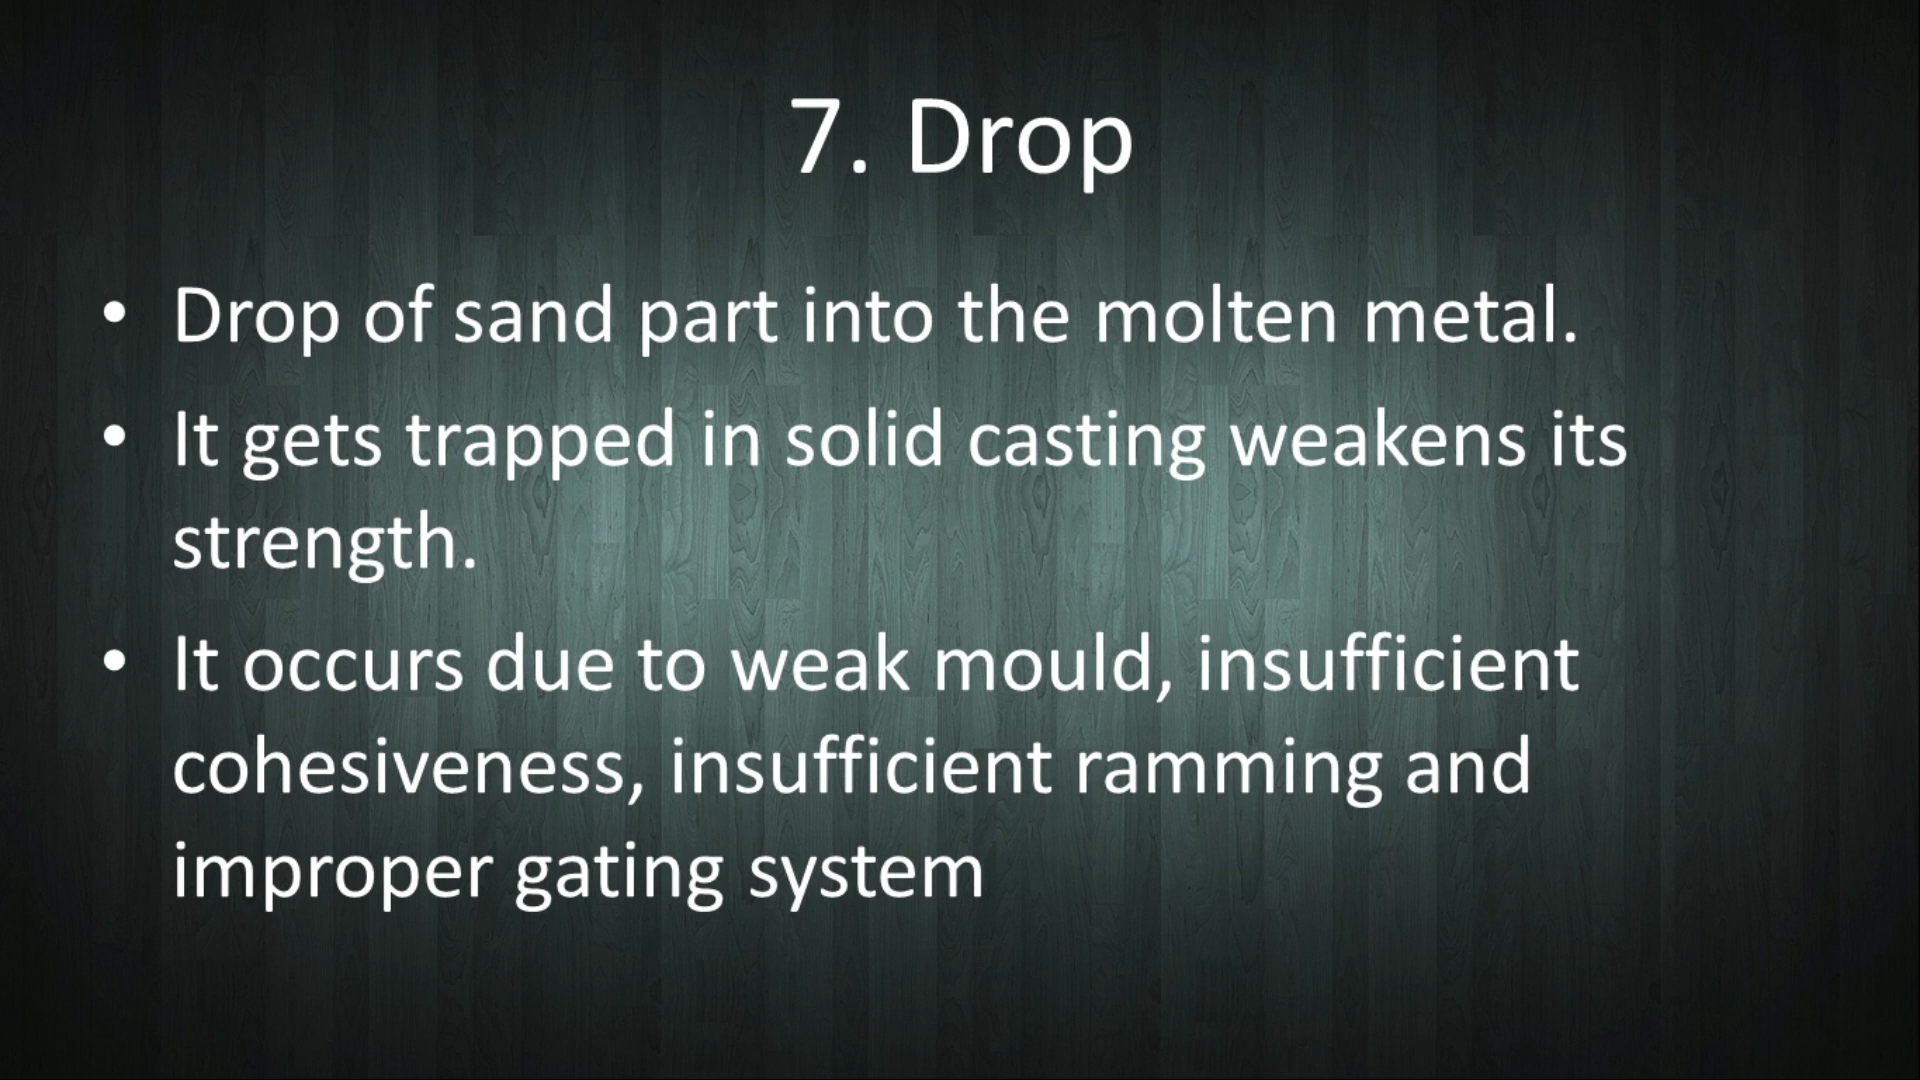 7. Drop
• Drop of sand part into the molten metal.
• It gets trapped in solid casting weakens its
strength.
• It occurs due to weak mould, insufficient
cohesiveness, insufficient ramming and
improper gating system